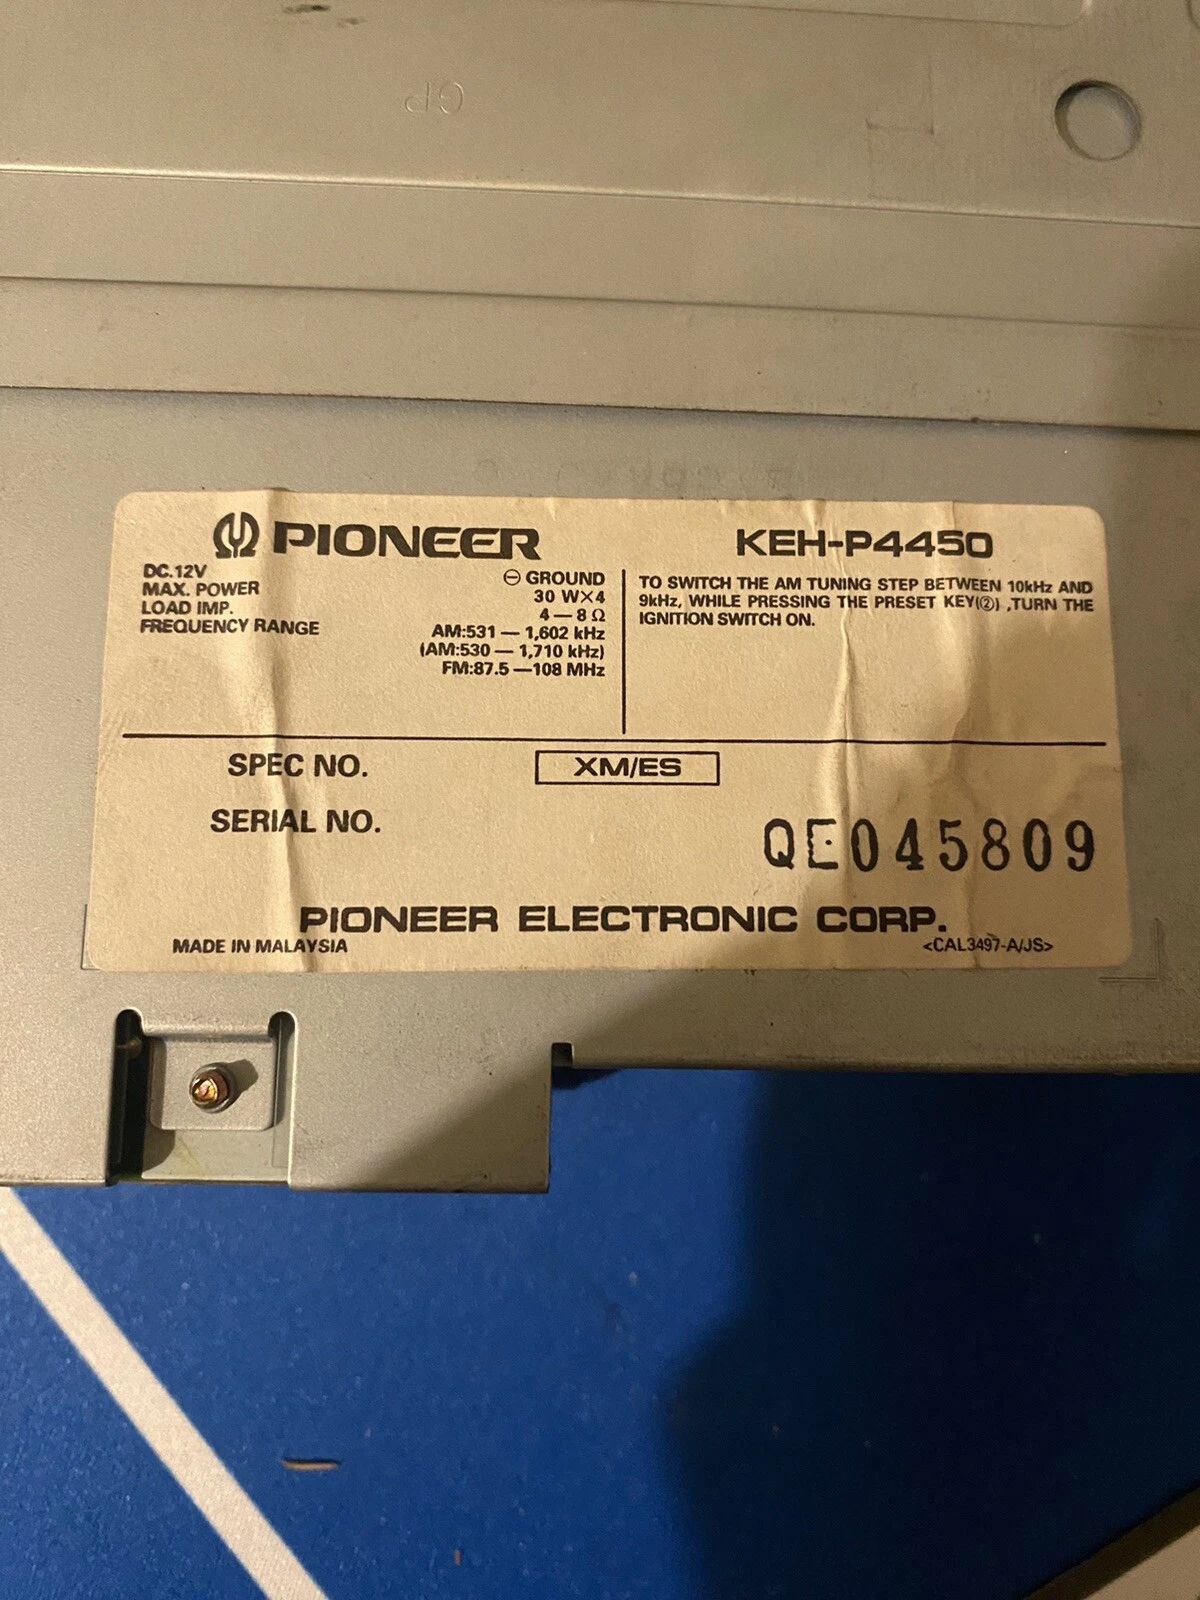 GP
PIONEER
KEH-P4450
DC.12V ⊖ GROUND
MAX. POWER 30 W×4
LOAD IMP. 4 — 8 Ω
FREQUENCY RANGE AM:531 — 1,602 kHz
(AM:530 — 1,710 kHz)
FM:87.5 —108 MHz
TO SWITCH THE AM TUNING STEP BETWEEN 10kHz AND
9kHz, WHILE PRESSING THE PRESET KEY(②) ,TURN THE
IGNITION SWITCH ON.
SPEC NO. XM/ES
SERIAL NO. QE045809
PIONEER ELECTRONIC CORP.
MADE IN MALAYSIA <CAL3497-A/JS>